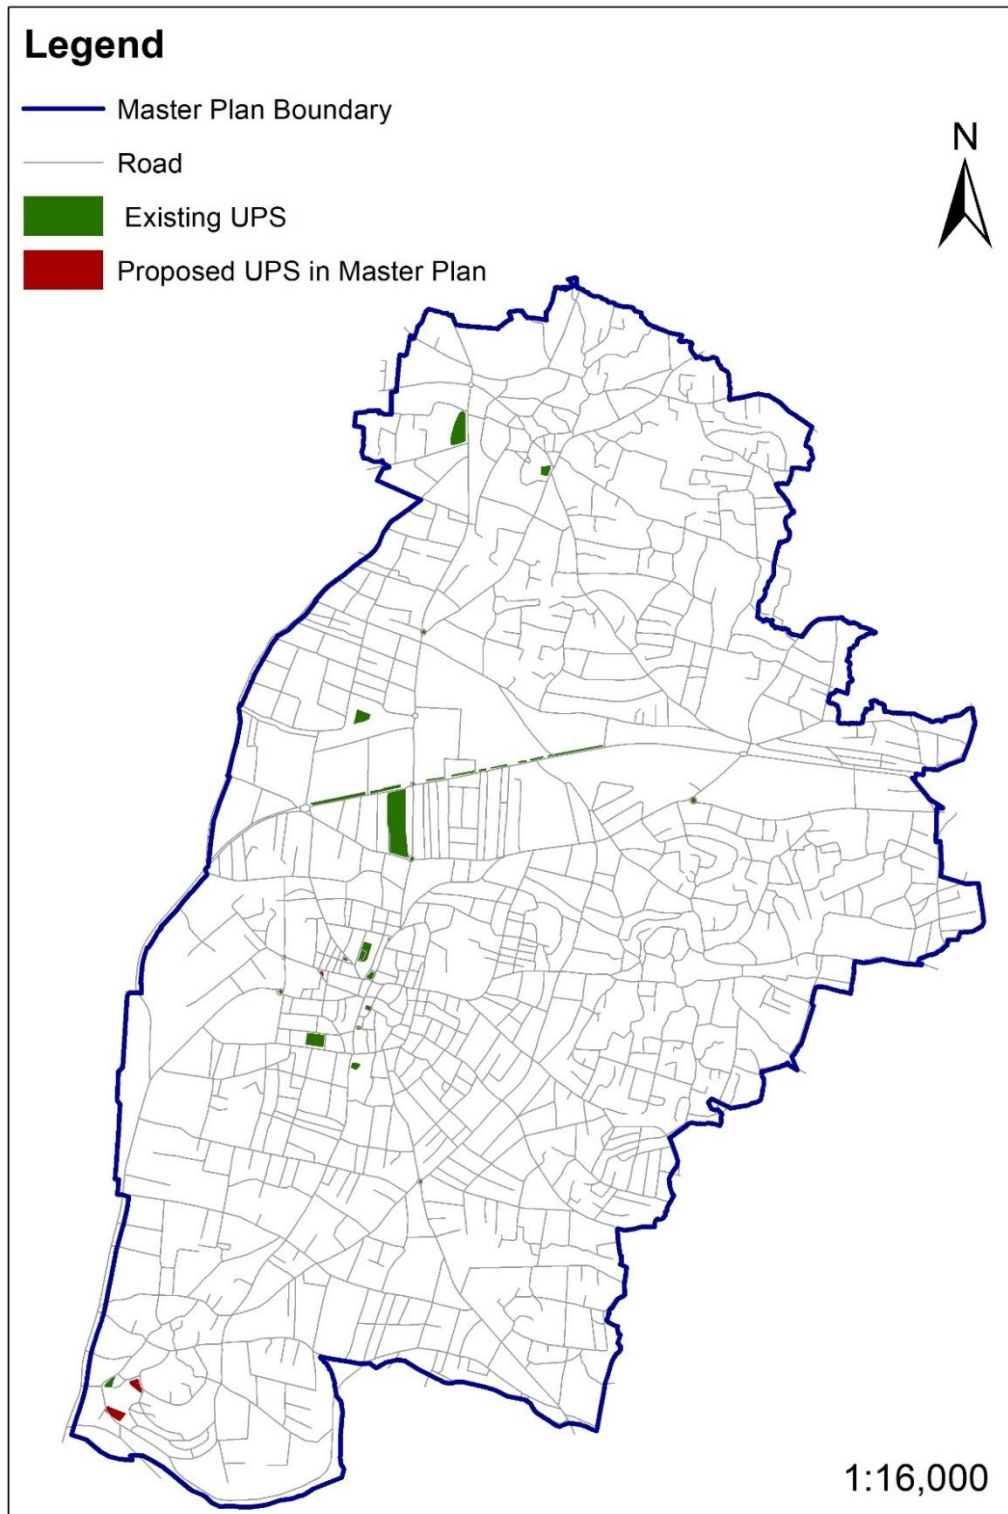 Legend
Master Plan Boundary
Road
Existing UPS
Proposed UPS in Master Plan
N
1:16,000